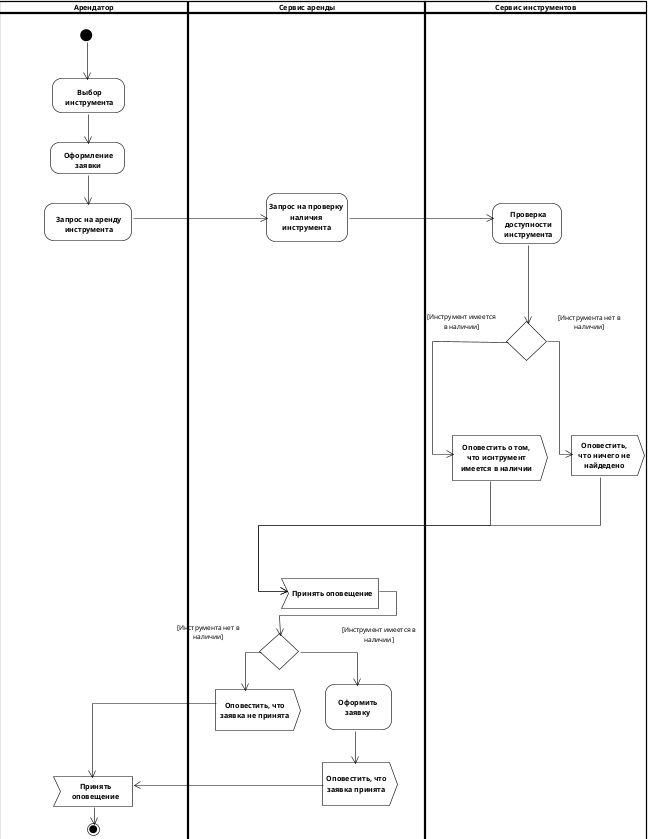 Арендатор
Сервис аренды
Сервис инструментов
Выбор
инструмента
Оформление
заявки
Запрос на аренду
инструмента
Запрос на проверку
наличия
инструмента
Проверка
доступности
инструмента
[Инструмент имеется
в наличии]
[Инструмента нет в
наличии]
Оповестить о том,
что иснтрумент
имеется в наличии
Оповестить,
что ничего не
найдедено
Принять оповещение
[Инструмента нет в
наличии]
[Инструмент имеется в
наличии]
Оповестить, что
заявка не принята
Оформить
заявку
Оповестить, что
заявка принята
Принять
оповещение